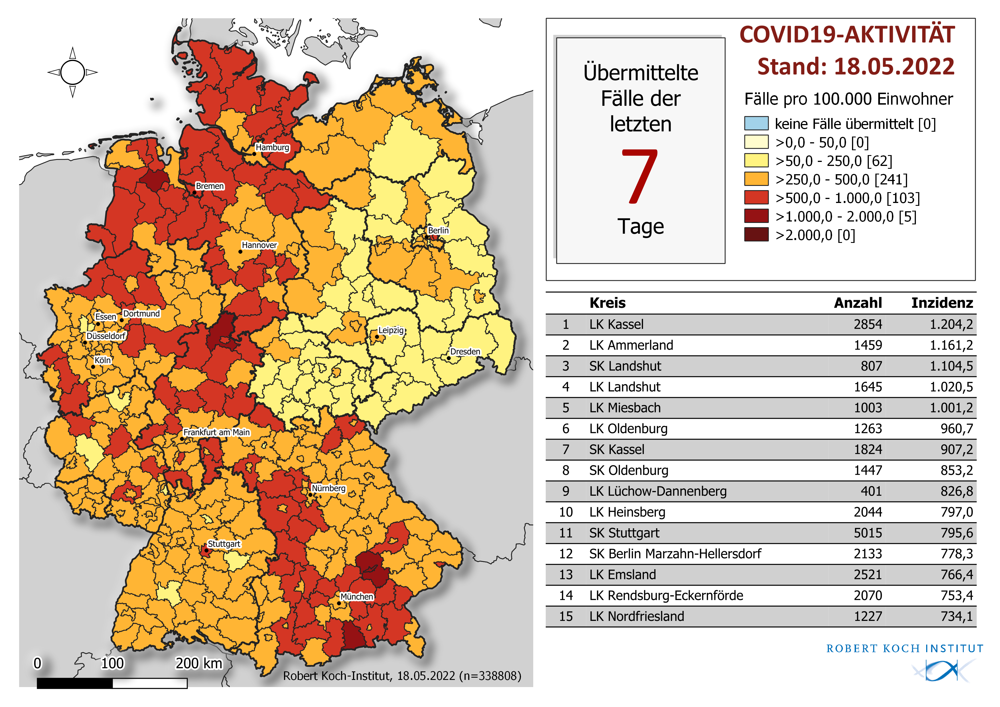 Hamburg
Bremen
Berlin
Hannover
Essen
Dortmund
Düsseldorf
Leipzig
Köln
Dresden
Frankfurt am Main
Nürnberg
Stuttgart
München
0 100 200 km
Robert Koch-Institut, 18.05.2022 (n=338808)
Übermittelte
Fälle der
letzten
7
Tage
COVID19-AKTIVITÄT
Stand: 18.05.2022
Fälle pro 100.000 Einwohner
keine Fälle übermittelt [0]
>0,0 - 50,0 [0]
>50,0 - 250,0 [62]
>250,0 - 500,0 [241]
>500,0 - 1.000,0 [103]
>1.000,0 - 2.000,0 [5]
>2.000,0 [0]
Kreis Anzahl Inzidenz
1 LK Kassel 2854 1.204,2
2 LK Ammerland 1459 1.161,2
3 SK Landshut 807 1.104,5
4 LK Landshut 1645 1.020,5
5 LK Miesbach 1003 1.001,2
6 LK Oldenburg 1263 960,7
7 SK Kassel 1824 907,2
8 SK Oldenburg 1447 853,2
9 LK Lüchow-Dannenberg 401 826,8
10 LK Heinsberg 2044 797,0
11 SK Stuttgart 5015 795,6
12 SK Berlin Marzahn-Hellersdorf 2133 778,3
13 LK Emsland 2521 766,4
14 LK Rendsburg-Eckernförde 2070 753,4
15 LK Nordfriesland 1227 734,1
ROBERT KOCH INSTITUT